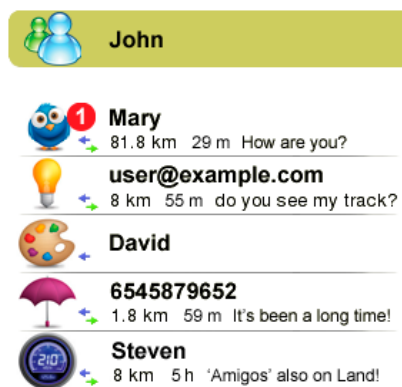 John
1
Mary
81.8 km 29 m How are you?
user@example.com
8 km 55 m do you see my track?
David
6545879652
1.8 km 59 m It's been a long time!
Steven
210
8 km 5 h 'Amigos' also on Land!